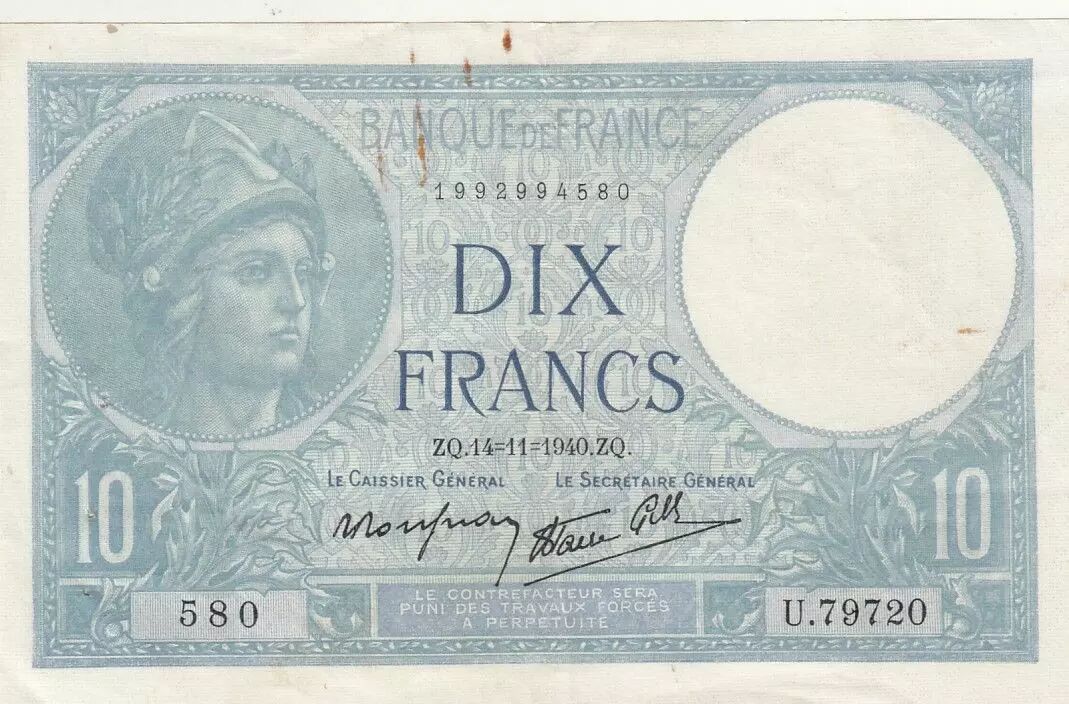 BANQUE DE FRANCE
1992994580
DIX
FRANCS
ZQ.14=11=1940.ZQ.
LE CAISSIER GÉNÉRAL LE SECRÉTAIRE GÉNÉRAL
10 10
580 LE CONTREFACTEUR SERA U.79720
PUNI DES TRAVAUX FORCÉS
À PERPÉTUITÉ